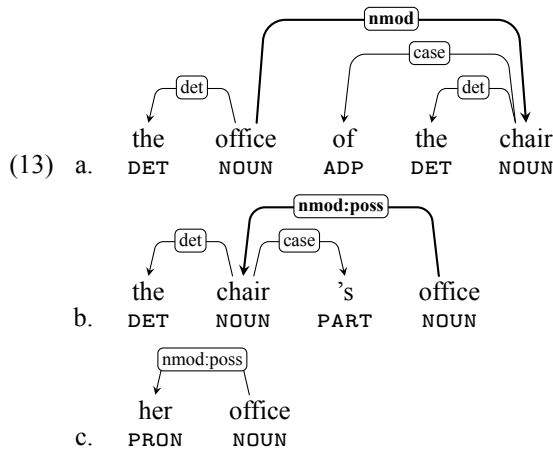 nmod
case
det det
the office of the chair
(13) a. DET NOUN ADP DET NOUN
nmod:poss
det case
the chair 's office
b. DET NOUN PART NOUN
nmod:poss
her office
c. PRON NOUN